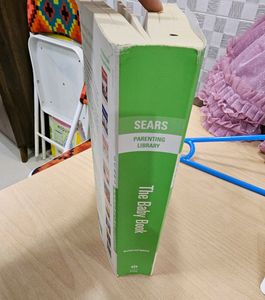 SEARS
PARENTING
LIBRARY
The Baby Book